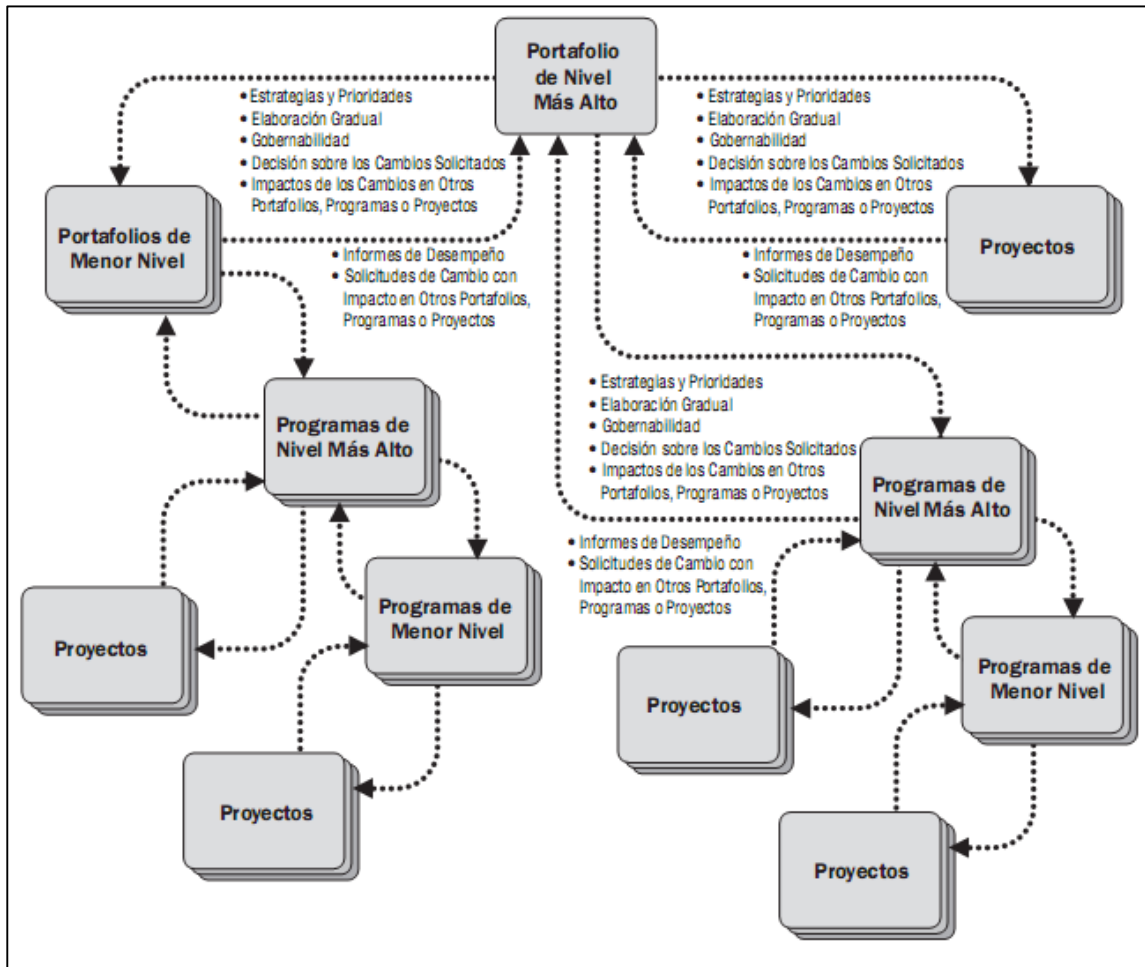 Portafolio
de Nivel
Más Alto
• Estrategias y Prioridades
• Elaboración Gradual
• Gobernabilidad
• Decisión sobre los Cambios Solicitados
• Impactos de los Cambios en Otros
Portafolios, Programas o Proyectos
• Estrategias y Prioridades
• Elaboración Gradual
• Gobernabilidad
• Decisión sobre los Cambios Solicitados
• Impactos de los Cambios en Otros
Portafolios, Programas o Proyectos
Portafolios de
Menor Nivel
• Informes de Desempeño
• Solicitudes de Cambio con
Impacto en Otros Portafolios,
Programas o Proyectos
• Informes de Desempeño
• Solicitudes de Cambio con
Impacto en Otros Portafolios,
Programas o Proyectos
Proyectos
Programas de
Nivel Más Alto
• Estrategias y Prioridades
• Elaboración Gradual
• Gobernabilidad
• Decisión sobre los Cambios Solicitados
• Impactos de los Cambios en Otros
Portafolios, Programas o Proyectos
Programas de
Nivel Más Alto
• Informes de Desempeño
• Solicitudes de Cambio con
Impacto en Otros Portafolios,
Programas o Proyectos
Proyectos
Programas de
Menor Nivel
Proyectos
Programas de
Menor Nivel
Proyectos
Proyectos